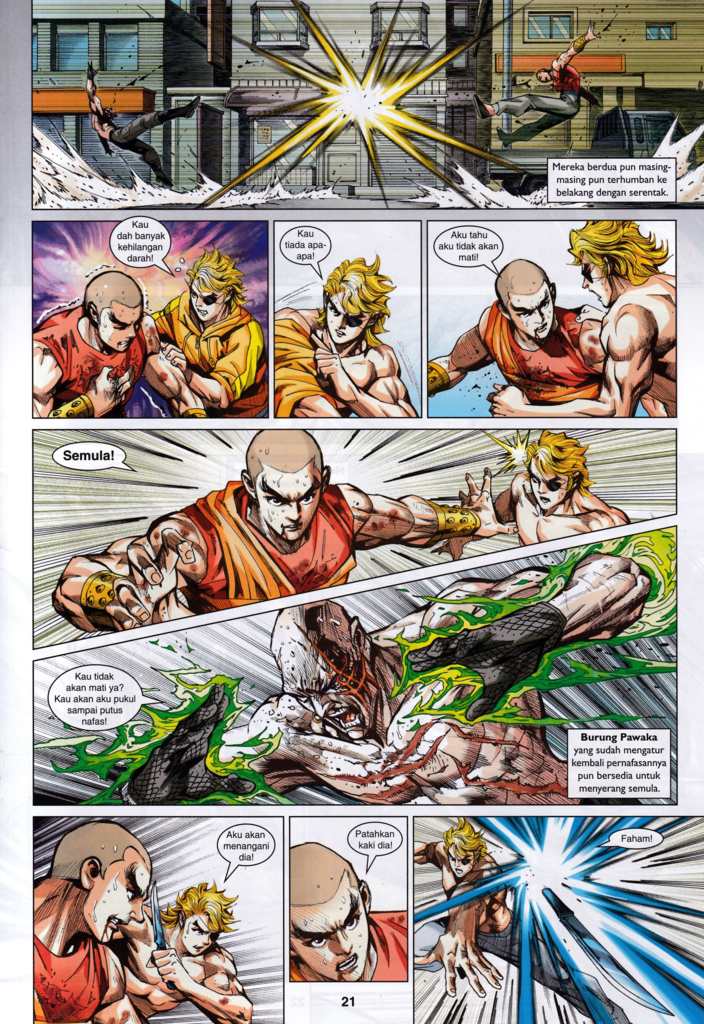 Mereka berdua pun masing-
masing pun terhumban ke
belakang dengan serentak.
Kau
dah banyak
kehilangan
darah!
Kau
tiada apa-
apa!
Aku tahu
aku tidak akan
mati!
Semula!
Kau tidak
akan mati ya?
Kau akan aku pukul
sampai putus
nafas!
Burung Pawaka
yang sudah mengatur
kembali pernafasannya
pun bersedia untuk
menyerang semula.
Aku akan
menangani
dia!
Patahkan
kaki dia!
Faham!
21